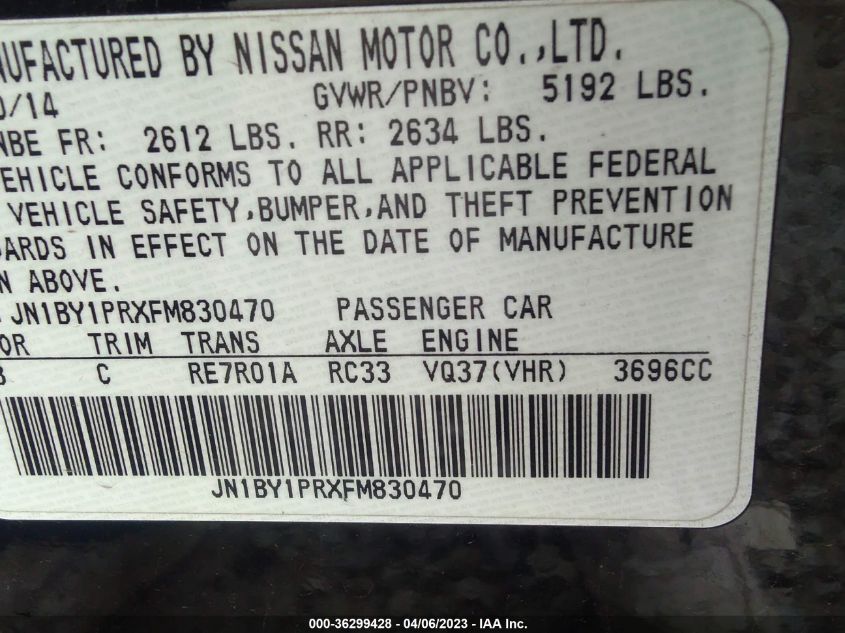 NUFACTURED BY NISSAN MOTOR CO.,LTD.
0/14 GVWR/PNBV: 5192 LBS.
NBE FR: 2612 LBS. RR: 2634 LBS.
EHICLE CONFORMS TO ALL APPLICABLE FEDERAL
VEHICLE SAFETY,BUMPER,AND THEFT PREVENTION
DARDS IN EFFECT ON THE DATE OF MANUFACTURE
N ABOVE.
JN1BY1PRXFM830470 PASSENGER CAR
OR TRIM TRANS AXLE ENGINE
C RE7R01A RC33 VQ37(VHR) 3696CC
JN1BY1PRXFM830470
000-36299428 - 04/06/2023 - IAA Inc.